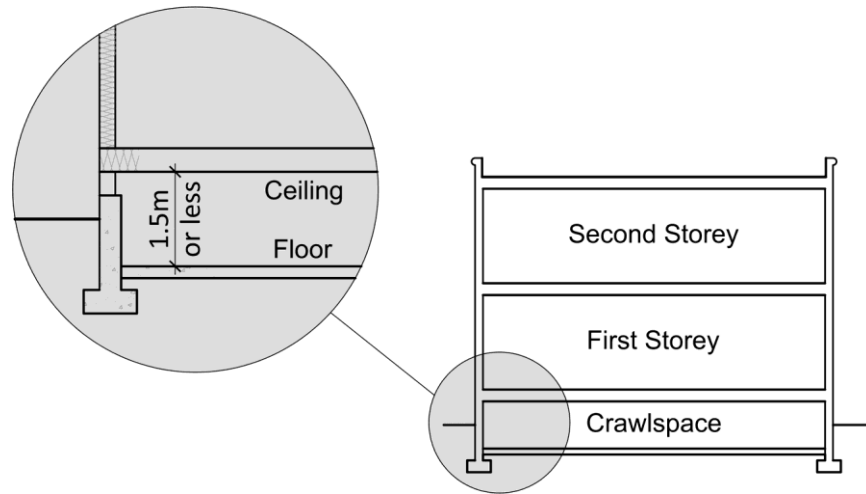 1.5m
or less
Ceiling
Floor
Second Storey
First Storey
Crawlspace